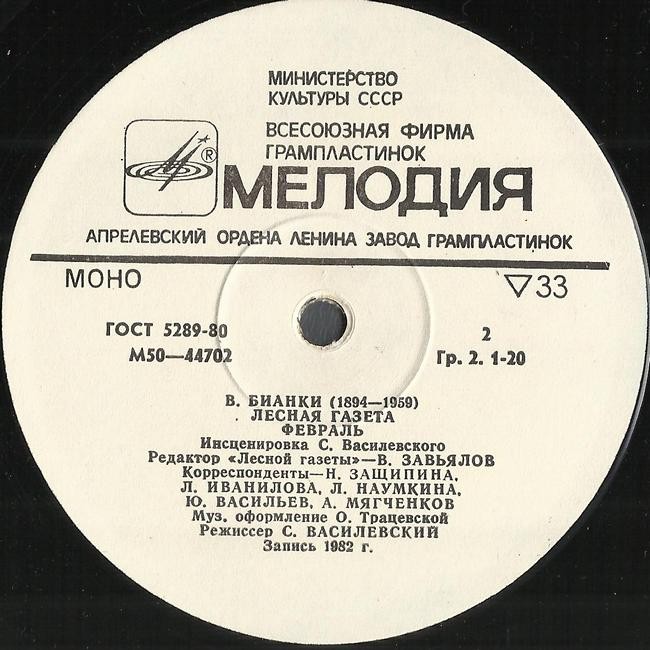 МИНИСТЕРСТВО
КУЛЬТУРЫ СССР
ВСЕСОЮЗНАЯ ФИРМА
ГРАМПЛАСТИНОК
®
МЕЛОДИЯ
АПРЕЛЕВСКИЙ ОРДЕНА ЛЕНИНА ЗАВОД ГРАМПЛАСТИНОК
МОНО ▽33
ГОСТ 5289-80 2
М50—44702 Гр. 2. 1-20
В. БИАНКИ (1894—1959)
ЛЕСНАЯ ГАЗЕТА
ФЕВРАЛЬ
Инсценировка С. Василевского
Редактор «Лесной газеты»—В. ЗАВЬЯЛОВ
Корреспонденты—Н. ЗАЩИПИНА,
Л. ИВАНИЛОВА, Л. НАУМКИНА,
Ю. ВАСИЛЬЕВ, А. МЯГЧЕНКОВ
Муз. оформление О. Трацевской
Режиссер С. ВАСИЛЕВСКИЙ
Запись 1982 г.